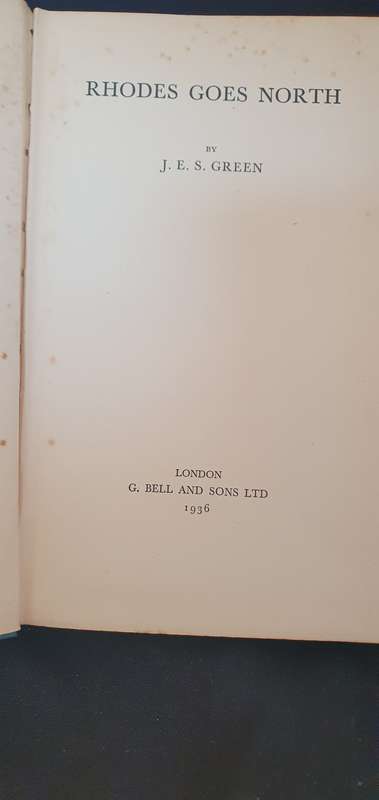 RHODES GOES NORTH
BY
J. E. S. GREEN
LONDON
G. BELL AND SONS LTD
1936